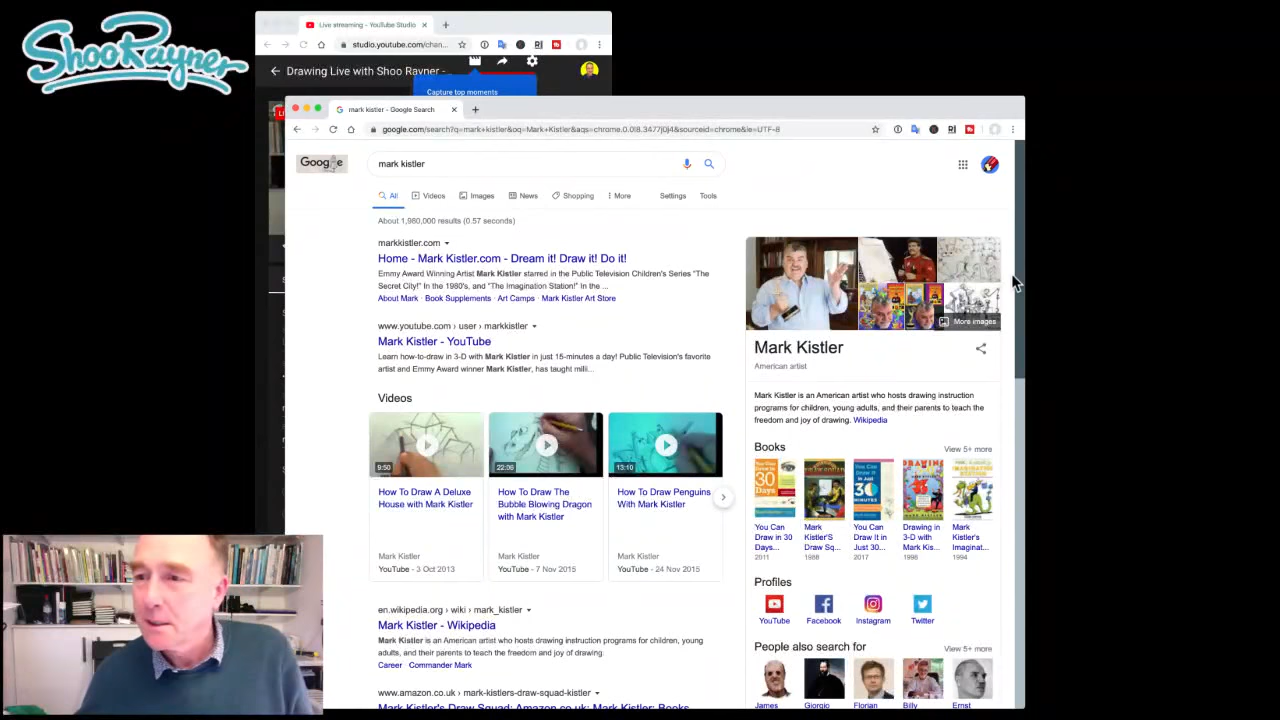 ShooRayner
Live streaming - YouTube Studio
studio.youtube.com/chan...
Drawing Live with Shoo Rayner -
Capture top moments
mark kistler - Google Search
google.com/search?q=mark+kistler&oq=Mark+Kistler&aqs=chrome.0.0l8.3477j0j4&sourceid=chrome&ie=UTF-8
Google
mark kistler
All Videos Images News Shopping More Settings Tools
About 1,980,000 results (0.57 seconds)
markkistler.com
Home - Mark Kistler.com - Dream it! Draw it! Do it!
Emmy Award Winning Artist Mark Kistler starred in the Public Television Children's Series "The
Secret City!" In the 1980's, and "The Imagination Station!" In the ...
About Mark · Book Supplements · Art Camps · Mark Kistler Art Store
www.youtube.com › user › markkistler
Mark Kistler - YouTube
Learn how-to-draw in 3-D with Mark Kistler in just 15-minutes a day! Public Television's favorite
artist and Emmy Award winner Mark Kistler, has taught milli...
Videos
9:50
22:06
13:10
How To Draw A Deluxe
House with Mark Kistler
Mark Kistler
YouTube - 3 Oct 2013
How To Draw The
Bubble Blowing Dragon
with Mark Kistler
Mark Kistler
YouTube - 7 Nov 2015
How To Draw Penguins
With Mark Kistler
Mark Kistler
YouTube - 24 Nov 2015
en.wikipedia.org › wiki › mark_kistler
Mark Kistler - Wikipedia
Mark Kistler is an American artist who hosts drawing instruction programs for children, young
adults, and their parents to teach the freedom and joy of drawing.
Career · Commander Mark
www.amazon.co.uk › mark-kistlers-draw-squad-kistler
Mark Kistler's Draw Squad: Amazon.co.uk: Mark Kistler: Books
More images
Mark Kistler
American artist
Mark Kistler is an American artist who hosts drawing instruction
programs for children, young adults, and their parents to teach the
freedom and joy of drawing. Wikipedia
Books
View 5+ more
You Can
Draw in 30
Days...
2011
Mark
Kistler'S
Draw Sq...
1988
You Can
Draw It in
Just 30...
2017
Drawing in
3-D with
Mark Kis...
1998
Mark
Kistler's
Imaginat...
1994
Profiles
YouTube
Facebook
Instagram
Twitter
People also search for
View 5+ more
James
Giorgio
Florian
Billy
Ernst